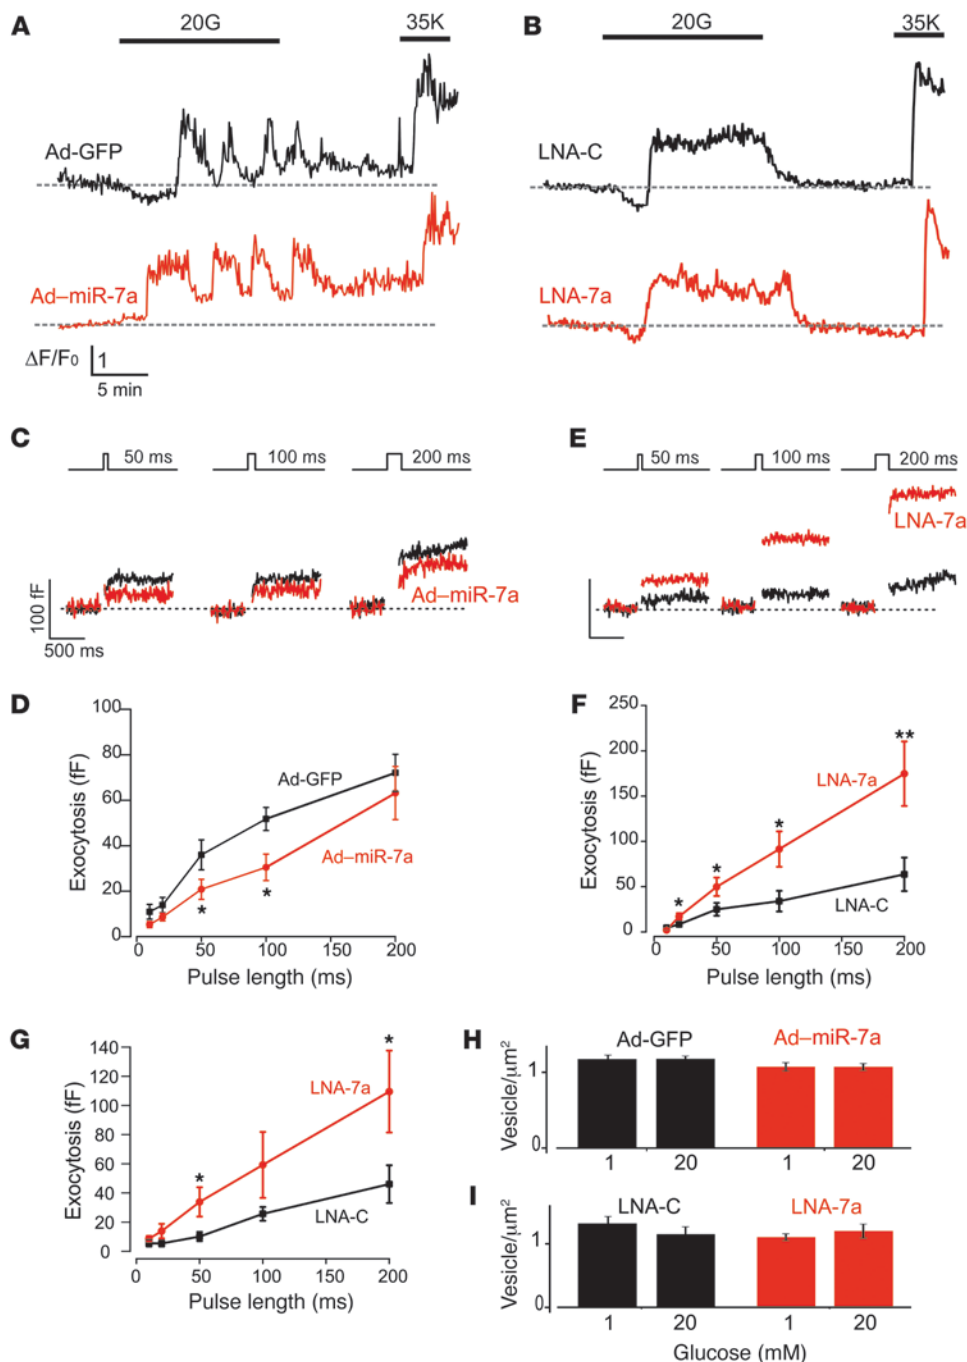 A
20G
35K
Ad-GFP
Ad–miR-7a
ΔF/F0
1
5 min
B
20G
35K
LNA-C
LNA-7a
C
50 ms
100 ms
200 ms
Ad–miR-7a
100 fF
500 ms
E
50 ms
100 ms
200 ms
LNA-7a
D
Exocytosis (fF)
100
80
60
40
20
0
Ad-GFP
Ad–miR-7a
*
*
0 50 100 150 200
Pulse length (ms)
F
Exocytosis (fF)
250
200
150
100
50
0
LNA-7a
LNA-C
*
*
*
**
0 50 100 150 200
Pulse length (ms)
G
Exocytosis (fF)
140
120
100
80
60
40
20
0
LNA-7a
LNA-C
*
*
0 50 100 150 200
Pulse length (ms)
H
Ad-GFP Ad–miR-7a
Vesicle/μm²
1
0
1 20 1 20
I
LNA-C LNA-7a
Vesicle/μm²
1
0
1 20 1 20
Glucose (mM)